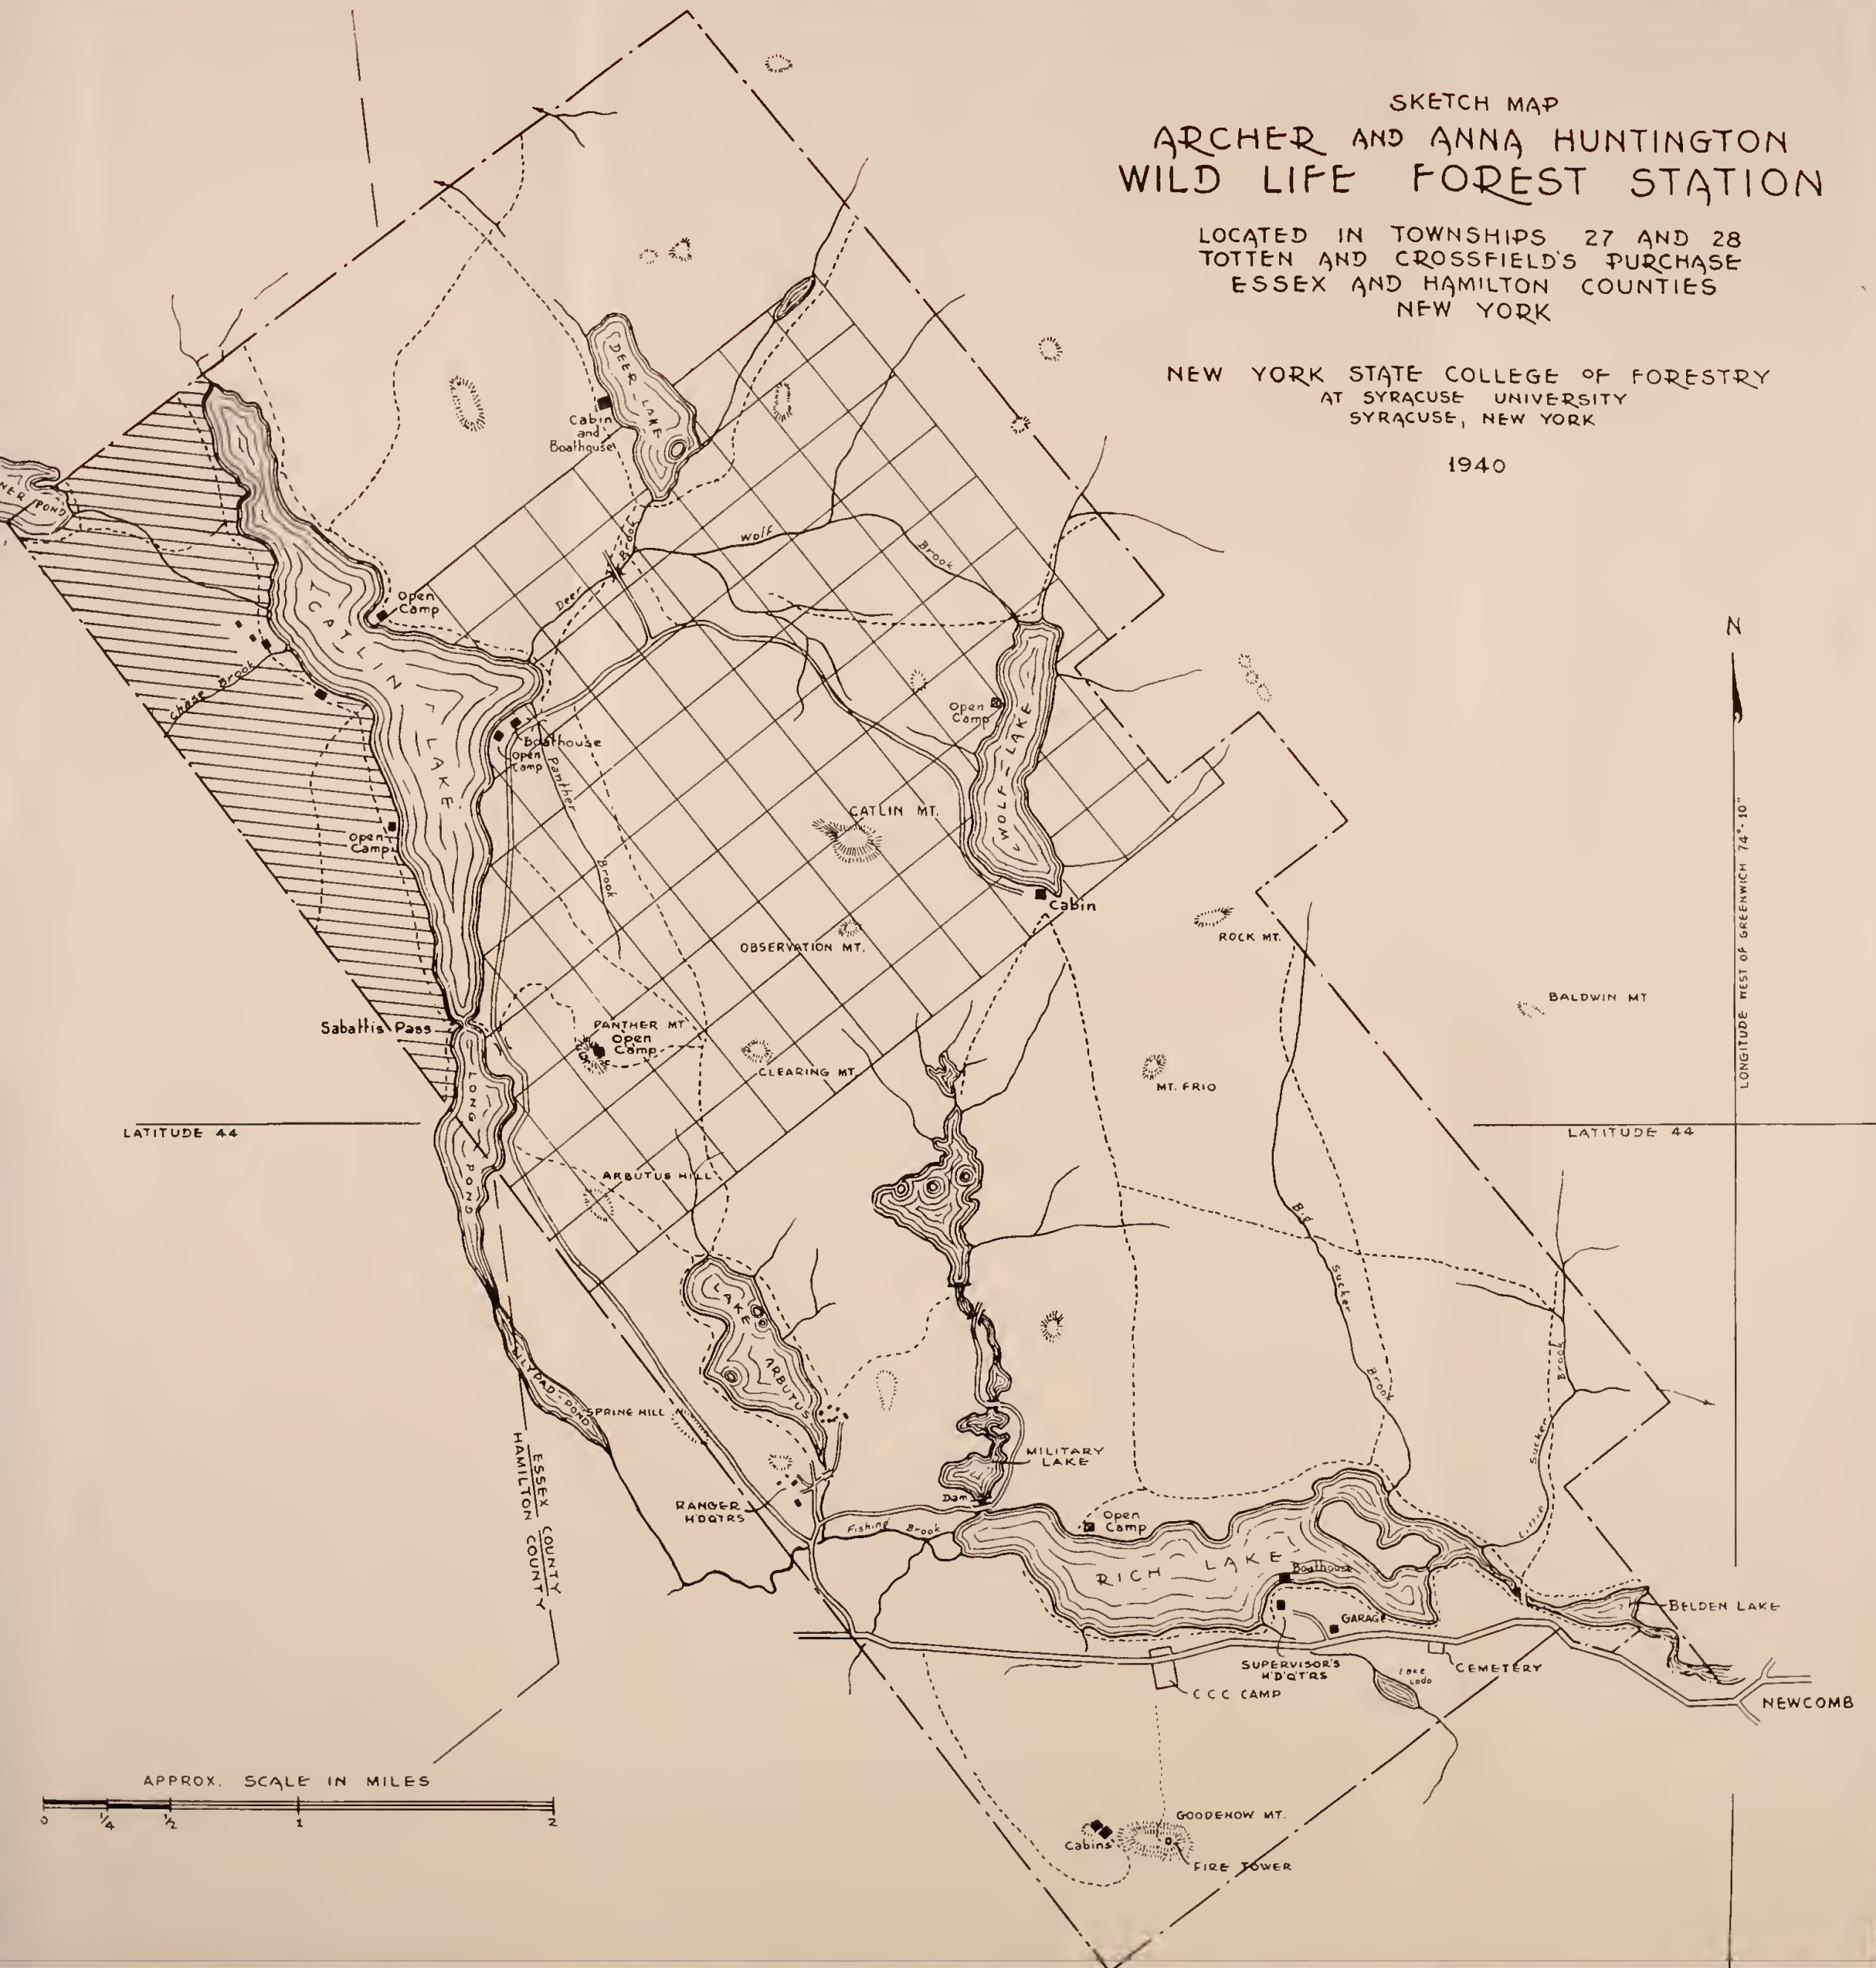 SKETCH MAP
ARCHER AND ANNA HUNTINGTON
WILD LIFE FOREST STATION
LOCATED IN TOWNSHIPS 27 AND 28
TOTTEN AND CROSSFIELD'S PURCHASE
ESSEX AND HAMILTON COUNTIES
NEW YORK
NEW YORK STATE COLLEGE OF FORESTRY
AT SYRACUSE UNIVERSITY
SYRACUSE, NEW YORK
1940
DEER LAKE
Cabin
and
Boathouse
NER POND
Wolf
Brook
Deer
Brook
Open
Camp
CATLIN LAKE
Chase Brook
Boathouse
Open
Camp
Panther
Brook
Open
Camp
WOLF LAKE
N
CATLIN MT.
Open
Camp
Cabin
OBSERVATION MT.
ROCK MT.
BALDWIN MT
LONGITUDE WEST OF GREENWICH 74°-10"
Sabattis Pass
PANTHER MT
Open
Camp
CLEARING MT.
MT. FRIO
LONG POND
LATITUDE 44
LATITUDE 44
ARBUTUS HILL
Big
Sucker
Brook
LAKE ARBUTUS
LILYPAD-POND
SPRING HILL
ESSEX COUNTY
HAMILTON COUNTY
MILITARY
LAKE
Dam
Little
Sucker
Brook
RANGER
H'DQTRS
Fishing Brook
Open
Camp
RICH LAKE
Boathouse
GARAGE
BELDEN LAKE
SUPERVISOR'S
H'D'Q'T'RS
CEMETERY
Lake
Lodo
C C C CAMP
NEWCOMB
APPROX. SCALE IN MILES
0 1/4 1/2 1 2
GOODENOW MT.
Cabins
FIRE TOWER